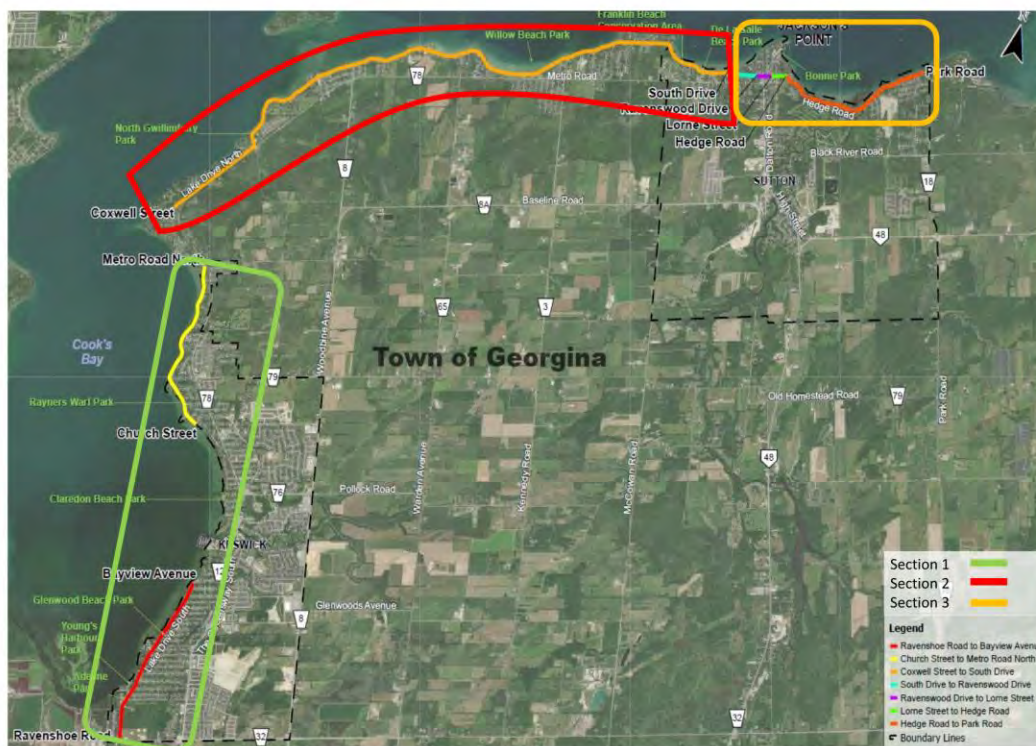 Franklin Beach
Conservation Area
De La Salle
Beach Park
JACKSON'S
POINT
Willow Beach Park
78
Metro Road
Bonnie Park
Park Road
South Drive
Ravenswood Drive
Lorne Street
Hedge Road
Hedge Road
Dalton Road
North Gwillimbury
Park
Lake Drive North
8
Black River Road
SUTTON
18
Coxwell Street
8A
Baseline Road
High Street
48
Metro Road North
65
3
Woodbine Avenue
Cook's
Bay
Town of Georgina
79
78
Old Homestead Road
79
Park Road
Rayners Warf Park
Church Street
48
Claredon Beach Park
76
Pollock Road
Warden Avenue
Kennedy Road
McCowan Road
KESWICK
Bayview Avenue
12
Glenwood Beach Park
Glenwoods Avenue
8
Lake Drive South
The Queensway South
Young's
Harbour
Park
Park
Ravenshoe Road
32
32
Section 1
Section 2
Section 3
Legend
Ravenshoe Road to Bayview Avenu
Church Street to Metro Road North
Coxwell Street to South Drive
South Drive to Ravenswood Drive
Ravenswood Drive to Lorne Street
Lorne Street to Hedge Road
Hedge Road to Park Road
Boundary Lines